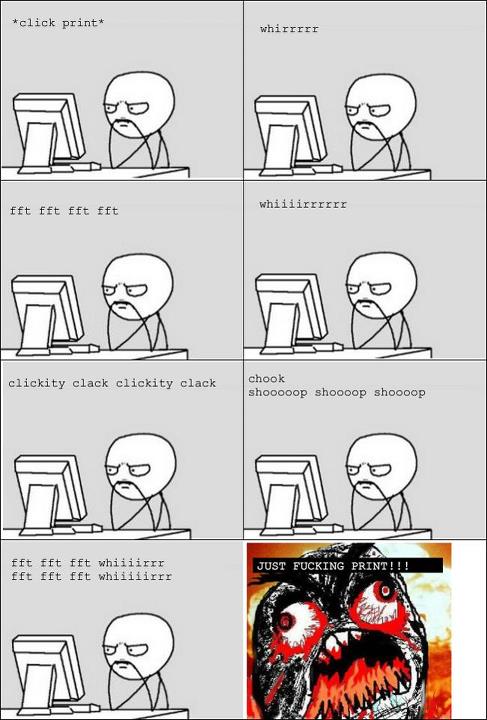 *click print*
whirrrrr
fft fft fft fft
whiiiirrrrrr
clickity clack clickity clack
chook
shooooop shoooop shoooop
fft fft fft whiiiirrr
fft fft fft whiiiiirrr
JUST FUCKING PRINT!!!